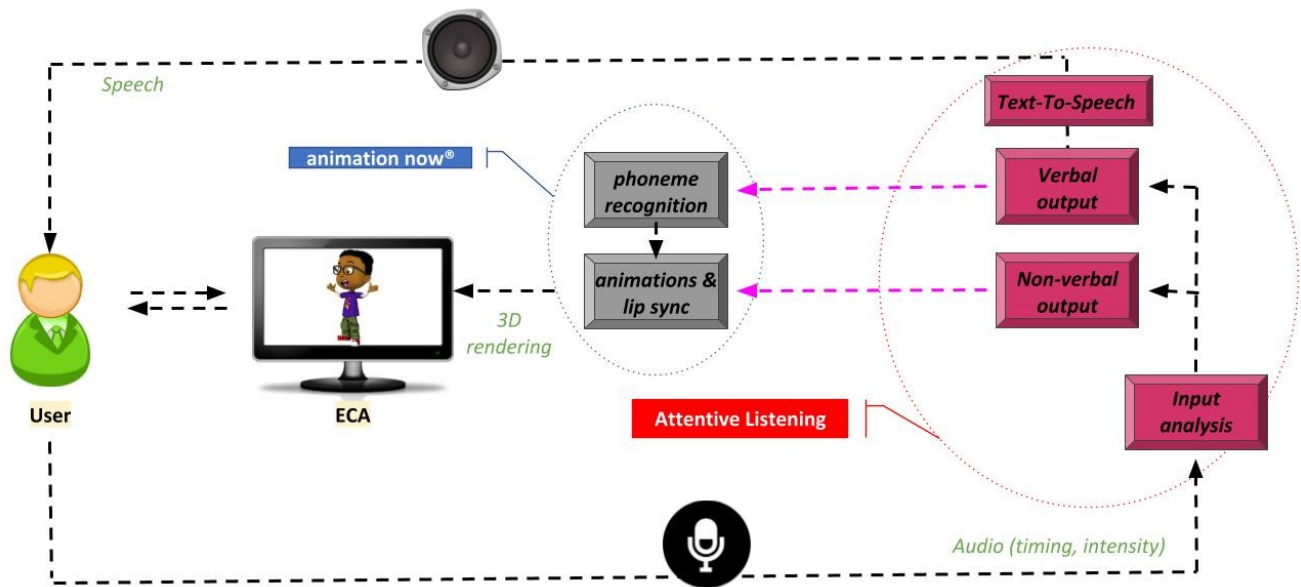 Speech
Text-To-Speech
animation now®
phoneme
recognition
Verbal
output
animations &
lip sync
Non-verbal
output
3D
rendering
User
ECA
Attentive Listening
Input
analysis
Audio (timing, intensity)